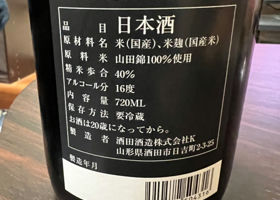 品目 日本酒
原材料名 米(国産)、米麹(国産米)
原料米 山田錦100%使用
精米歩合 40%
アルコール分 16度
内容量 720ML
保存方法 要冷蔵
お酒は20歳になってから。
製造者 酒田酒造株式会社K
山形県酒田市日吉町2-3-25
製造年月